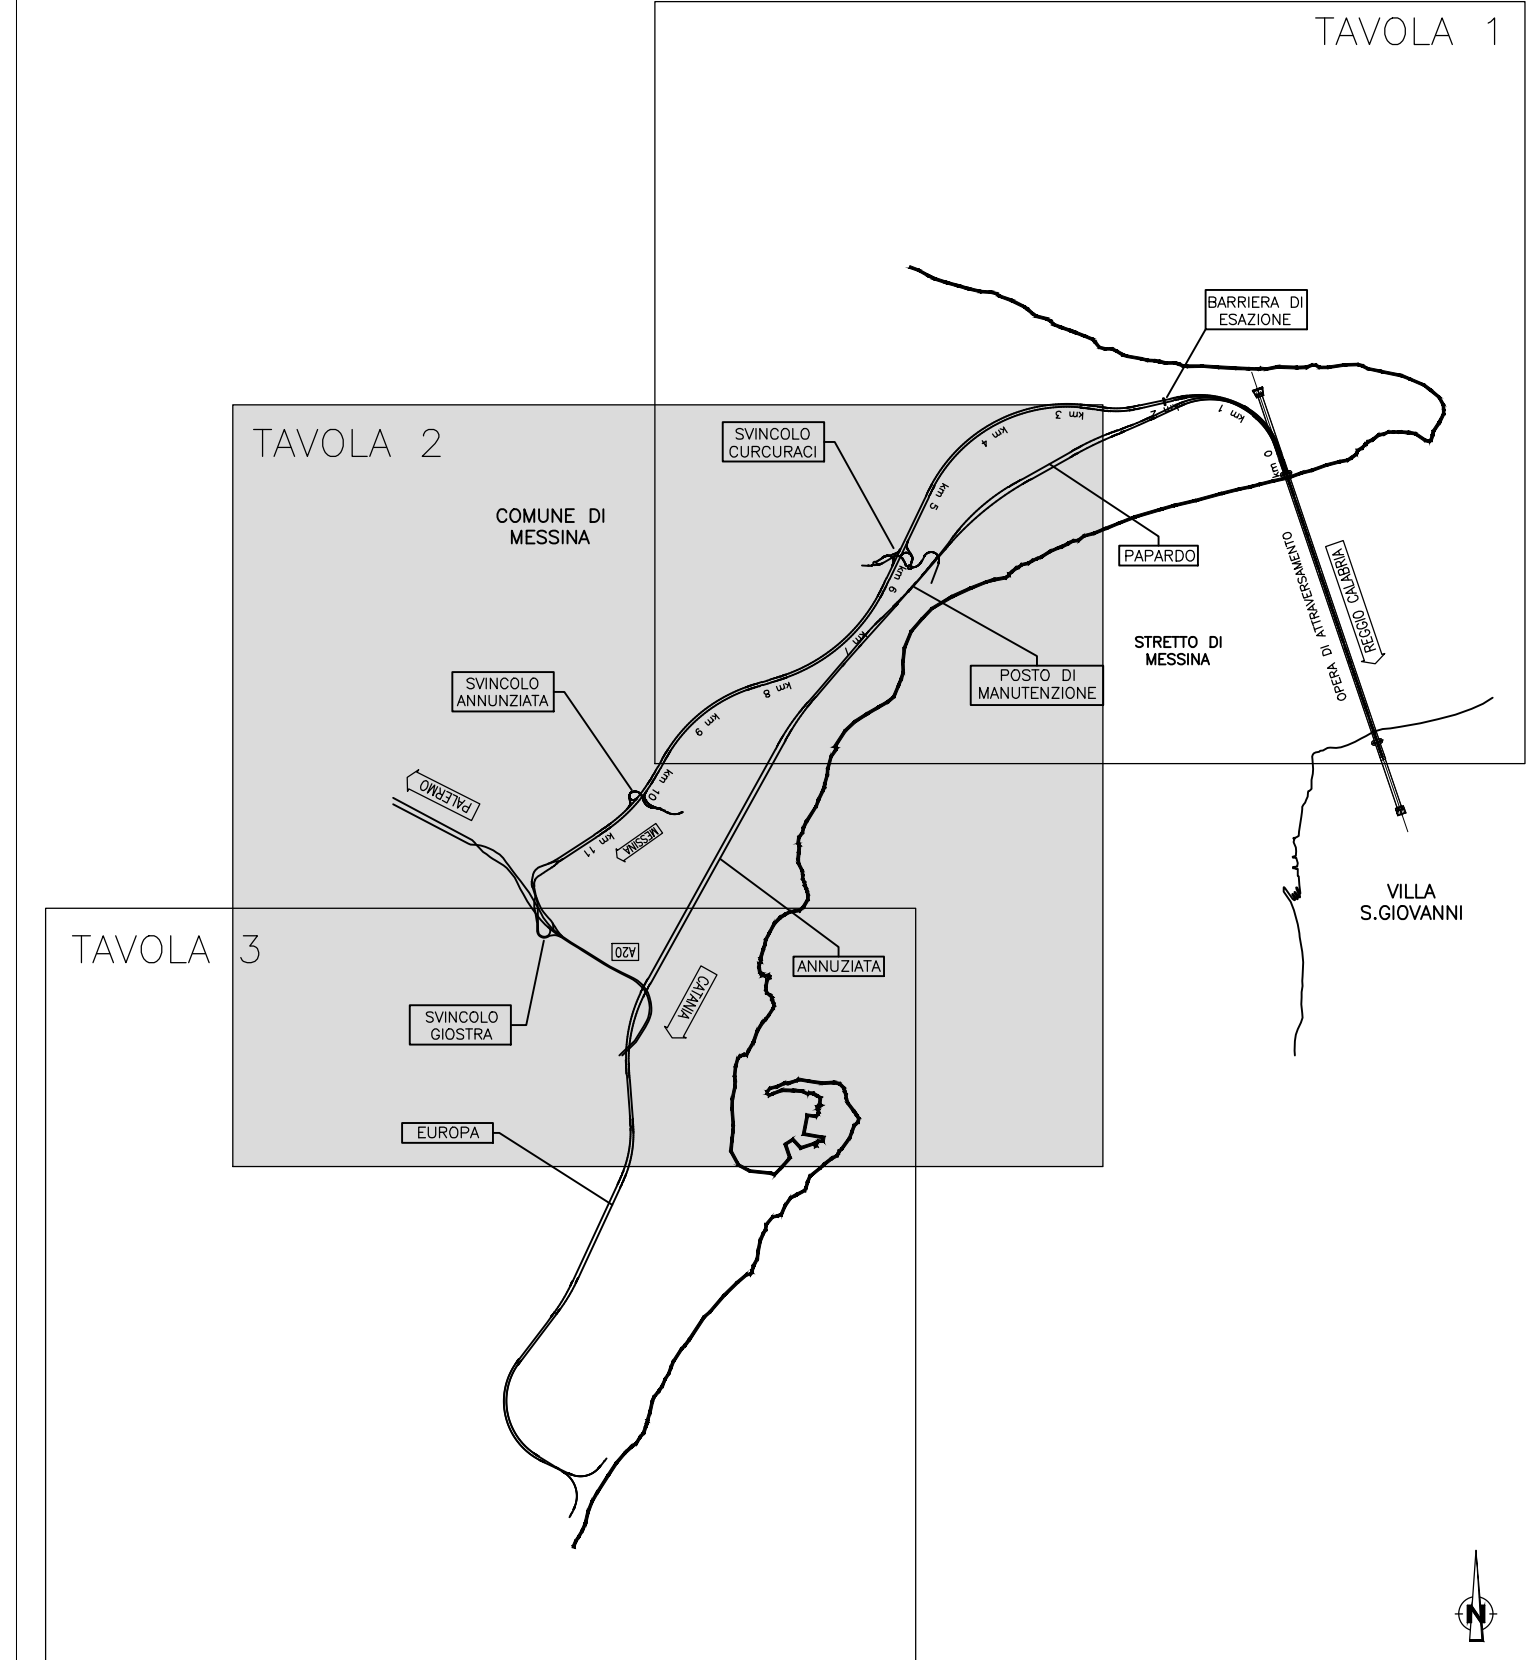 TAVOLA 1
BARRIERA DI
ESAZIONE
TAVOLA 2
SVINCOLO
CURCURACI
km 0
km 1
km 2
km 3
km 4
km 5
km 6
km 7
km 8
km 9
km 10
km 11
COMUNE DI
MESSINA
PAPARDO
OPERA DI ATTRAVERSAMENTO
REGGIO CALABRIA
STRETTO DI
MESSINA
POSTO DI
MANUTENZIONE
SVINCOLO
ANNUNZIATA
PALERMO
MESSINA
VILLA
S.GIOVANNI
TAVOLA 3
A20
ANNUZIATA
CATANIA
SVINCOLO
GIOSTRA
EUROPA
N